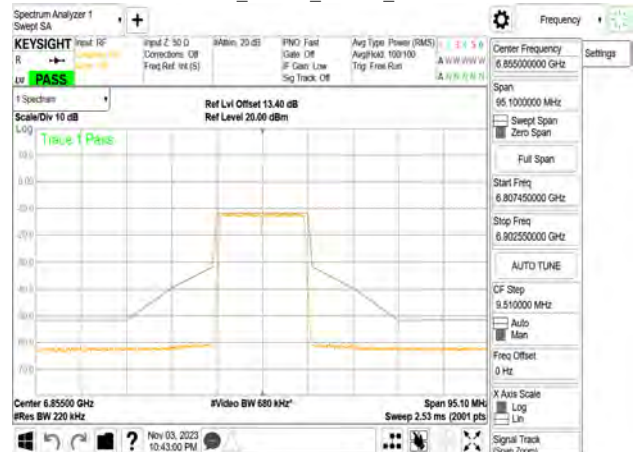 Spectrum Analyzer 1
Swept SA
Frequency
KEYSIGHT Input: RF
Input Z: 50 Ω
Corrections: Off
Freq Ref: Int (S)
#Atten: 20 dB
PNO: Fast
Gate: Off
IF Gain: Low
Sig Track: Off
Avg Type: Power (RMS)
Avg|Hold: 100/100
Trig: Free Run
R
LV PASS
1 Spectrum
Scale/Div 10 dB
Ref Lvl Offset 13.40 dB
Ref Level 20.00 dBm
Log
Trace 1 Pass
Center 6.85500 GHz
#Res BW 220 kHz
#Video BW 680 kHz*
Span 95.10 MHz
Sweep 2.53 ms (2001 pts
Nov 03, 2023
10:43:00 PM
Center Frequency
6.855000000 GHz
Settings
Span
95.1000000 MHz
Swept Span
Zero Span
Full Span
Start Freq
6.807450000 GHz
Stop Freq
6.902550000 GHz
AUTO TUNE
CF Step
9.510000 MHz
Auto
Man
Freq Offset
0 Hz
X Axis Scale
Log
Lin
Signal Track
(Span Zoom)